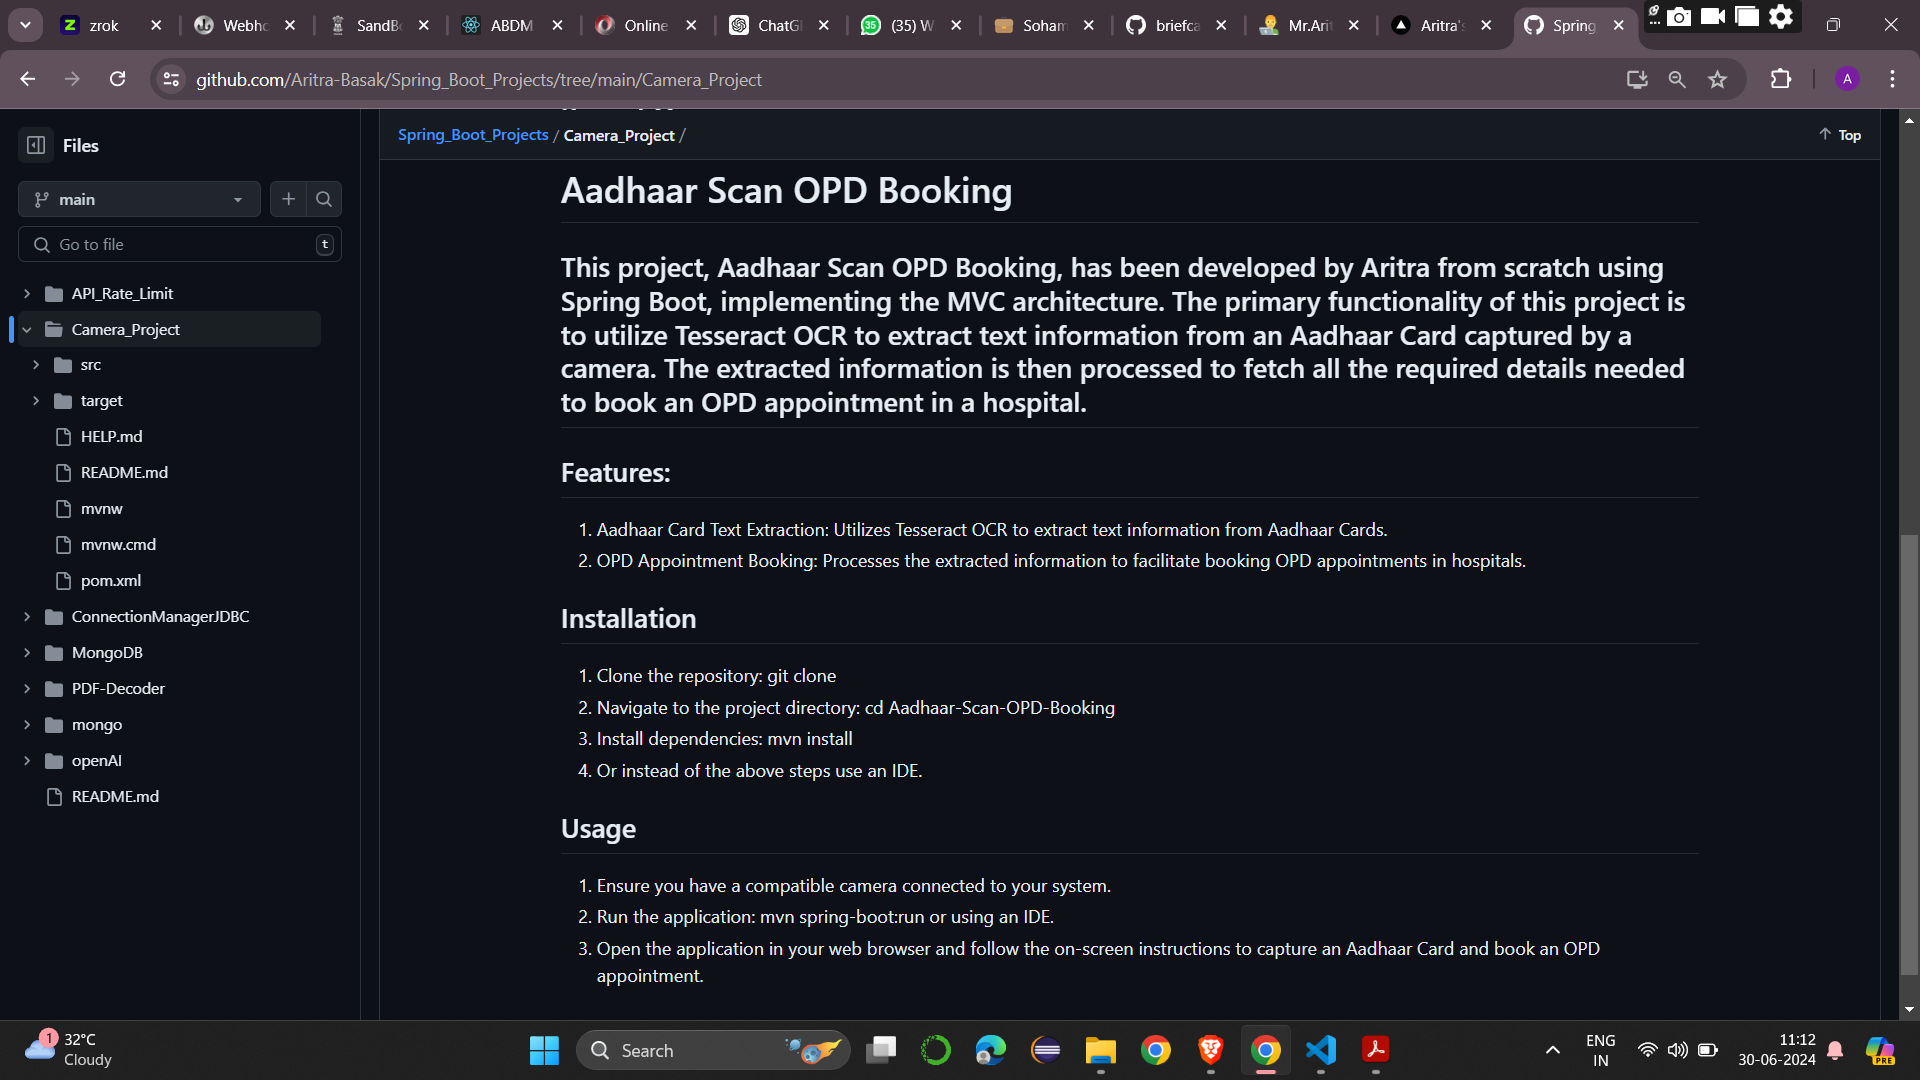 zrok
Webho
SandBo
ABDM
Online
ChatG
(35) W
Soham
briefca
Mr.Arit
Aritra's
Spring_
github.com/Aritra-Basak/Spring_Boot_Projects/tree/main/Camera_Project
A
Files
main
Go to file
t
API_Rate_Limit
Camera_Project
src
target
HELP.md
README.md
mvnw
mvnw.cmd
pom.xml
ConnectionManagerJDBC
MongoDB
PDF-Decoder
mongo
openAI
README.md
Spring_Boot_Projects / Camera_Project /
Top
Aadhaar Scan OPD Booking
This project, Aadhaar Scan OPD Booking, has been developed by Aritra from scratch using
Spring Boot, implementing the MVC architecture. The primary functionality of this project is
to utilize Tesseract OCR to extract text information from an Aadhaar Card captured by a
camera. The extracted information is then processed to fetch all the required details needed
to book an OPD appointment in a hospital.
Features:
1. Aadhaar Card Text Extraction: Utilizes Tesseract OCR to extract text information from Aadhaar Cards.
2. OPD Appointment Booking: Processes the extracted information to facilitate booking OPD appointments in hospitals.
Installation
1. Clone the repository: git clone
2. Navigate to the project directory: cd Aadhaar-Scan-OPD-Booking
3. Install dependencies: mvn install
4. Or instead of the above steps use an IDE.
Usage
1. Ensure you have a compatible camera connected to your system.
2. Run the application: mvn spring-boot:run or using an IDE.
3. Open the application in your web browser and follow the on-screen instructions to capture an Aadhaar Card and book an OPD
appointment.
1
32°C
Cloudy
Search
ENG
IN
11:12
30-06-2024
PRE